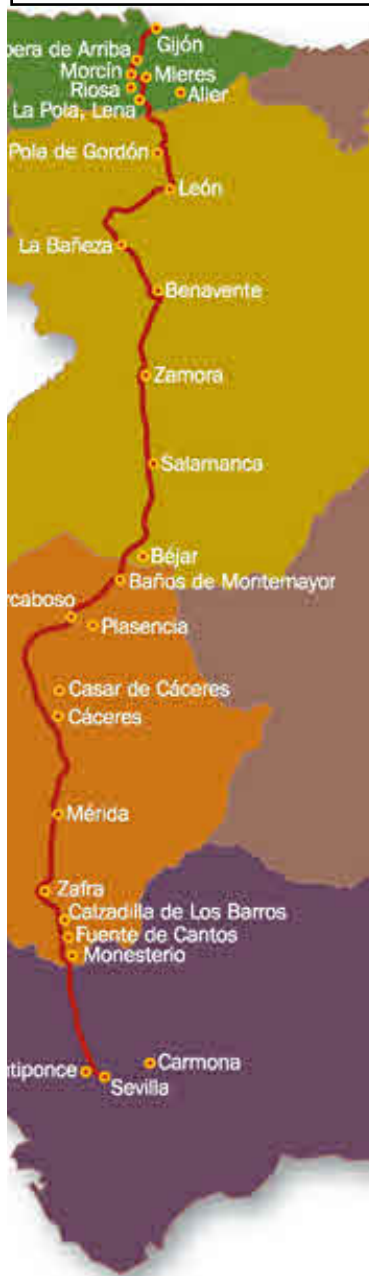 Gijón
pera de Arriba
Morcín
Mieres
Riosa
Aller
La Pola, Lena
Pola de Gordón
León
La Bañeza
Benavente
Zamora
Salamanca
Béjar
Baños de Montemayor
rcaboso
Plasencia
Casar de Cáceres
Cáceres
Mérida
Zafra
Calzadilla de Los Barros
Fuente de Cantos
Monesterio
Carmona
tiponce
Sevilla